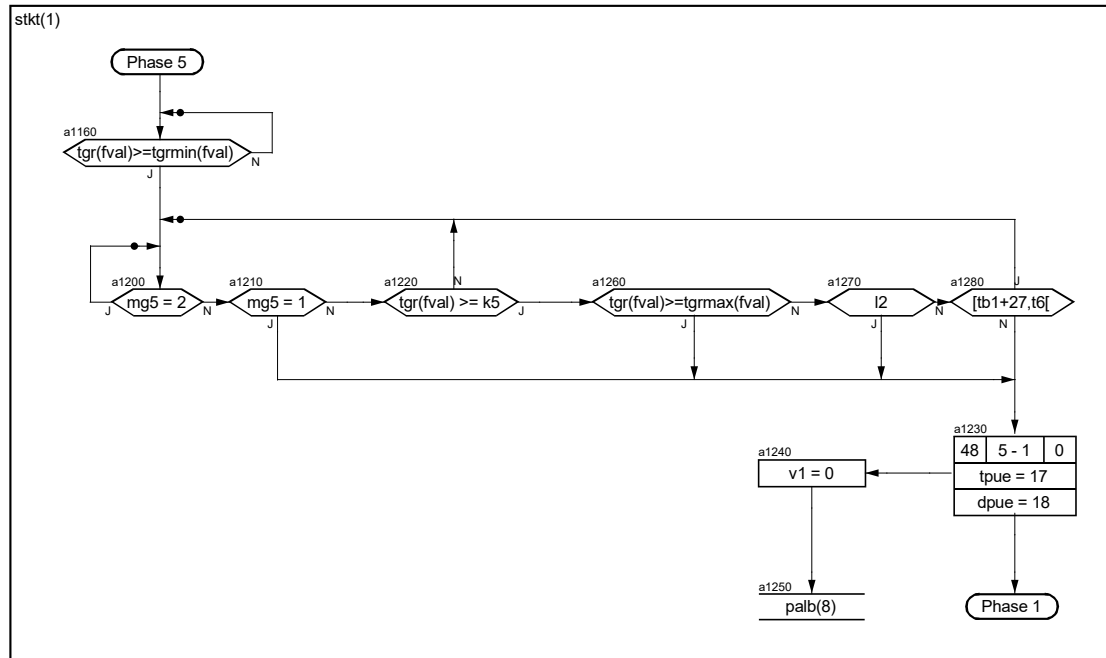 stkt(1)
Phase 5
a1160
tgr(fval)>=tgrmin(fval)
N
J
a1200
mg5 = 2
J
N
a1210
mg5 = 1
N
J
a1220
N
tgr(fval) >= k5
J
a1260
tgr(fval)>=tgrmax(fval)
N
J
a1270
l2
N
J
a1280
J
[tb1+27,t6[
N
a1230
48 5 - 1 0
tpue = 17
dpue = 18
a1240
v1 = 0
a1250
palb(8)
Phase 1